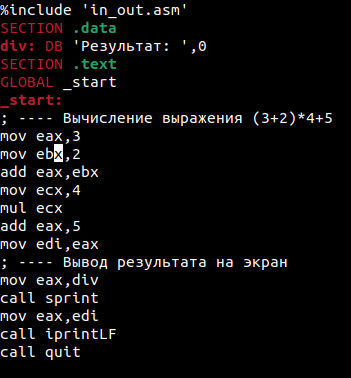 %include 'in_out.asm'
SECTION .data
div: DB 'Результат: ',0
SECTION .text
GLOBAL _start
_start:
; ---- Вычисление выражения (3+2)*4+5
mov eax,3
mov ebx,2
add eax,ebx
mov ecx,4
mul ecx
add eax,5
mov edi,eax
; ---- Вывод результата на экран
mov eax,div
call sprint
mov eax,edi
call iprintLF
call quit